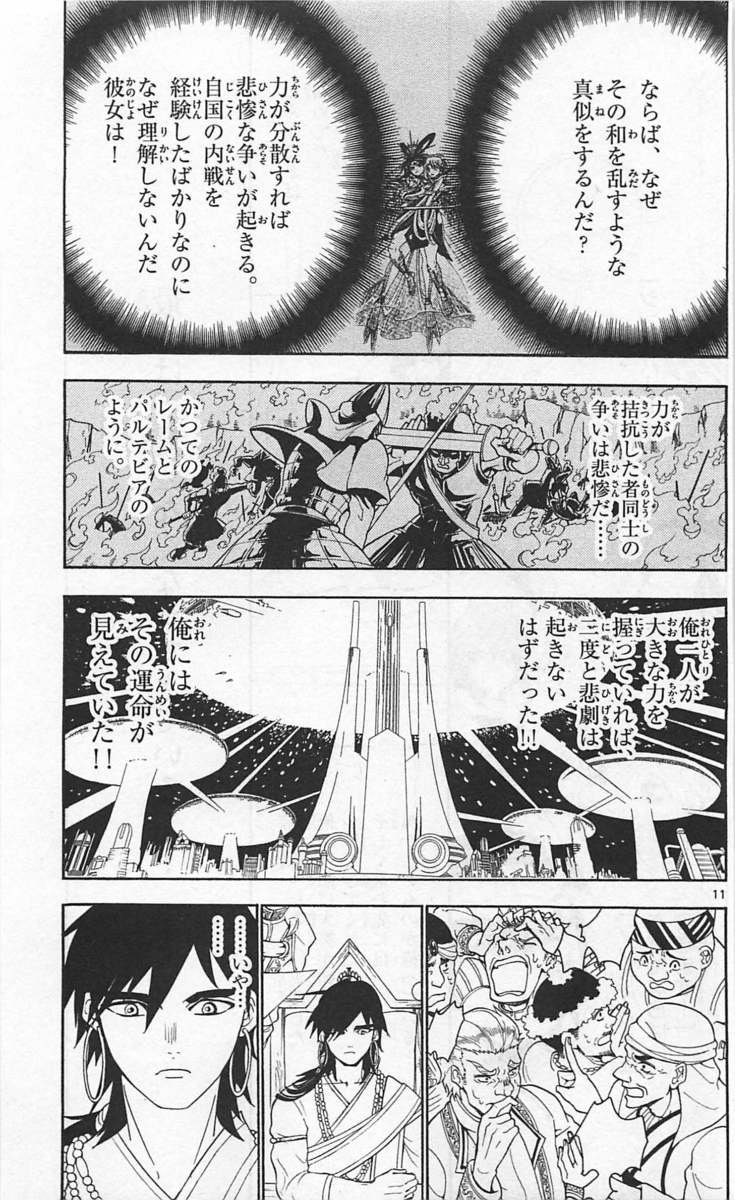 ならば、なぜ
その和を乱すような
真似をするんだ?
力が分散すれば
悲惨な争いが起きる。
自国の内戦を
経験したばかりなのに
なぜ理解しないんだ
彼女は!
力が
拮抗した者同士の
争いは悲惨だ……
かつての
レームと
パルテビアの
ように。
俺一人が
大きな力を
握っていれば、
二度と悲劇は
起きない
はずだった!!
俺には
その運命が
見えていた!!
11
……いや…
……